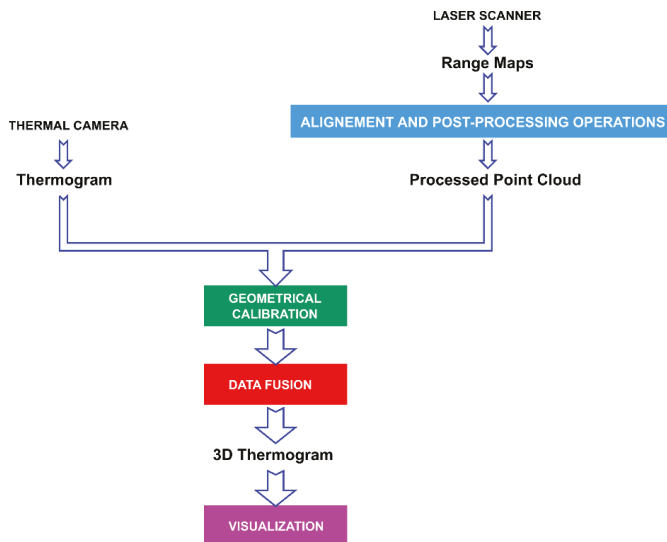 LASER SCANNER
Range Maps
ALIGNEMENT AND POST-PROCESSING OPERATIONS
THERMAL CAMERA
Thermogram
Processed Point Cloud
GEOMETRICAL
CALIBRATION
DATA FUSION
3D Thermogram
VISUALIZATION